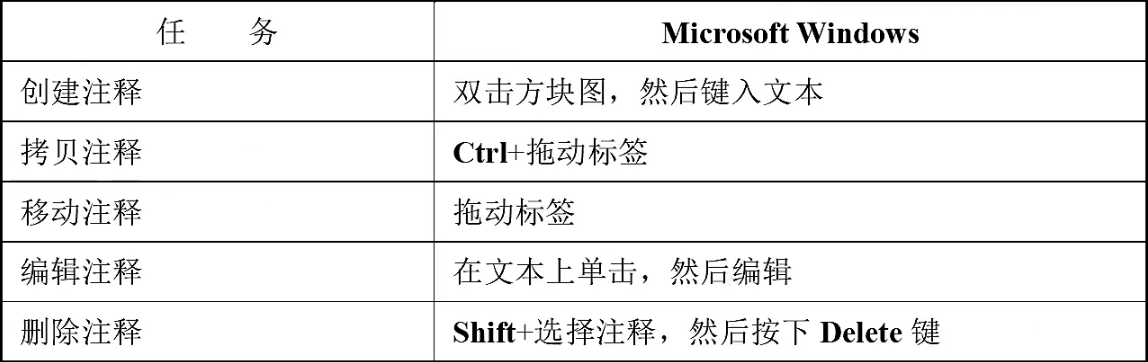 任 务 Microsoft Windows
创建注释 双击方块图，然后键入文本
拷贝注释 Ctrl+拖动标签
移动注释 拖动标签
编辑注释 在文本上单击，然后编辑
删除注释 Shift+选择注释，然后按下 Delete 键